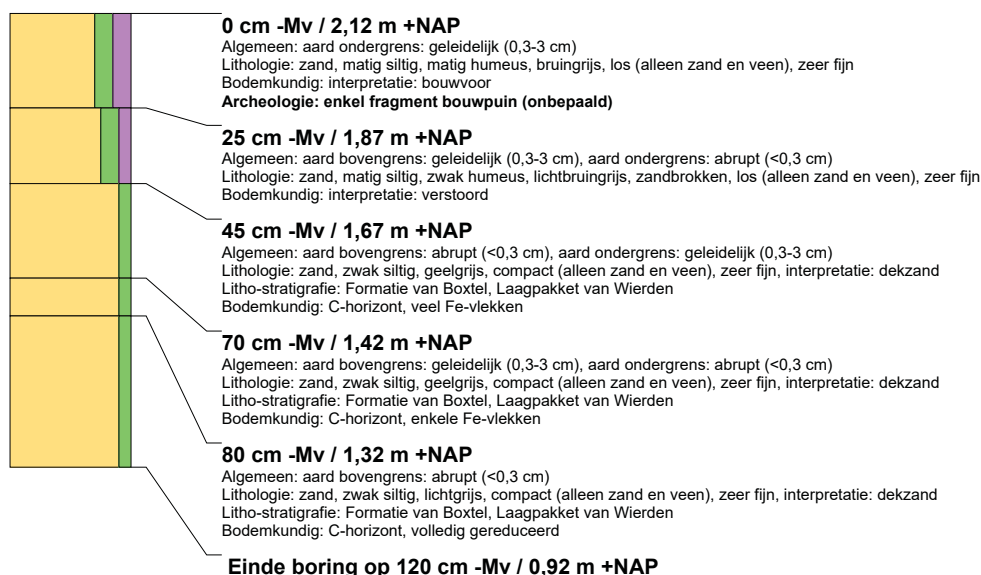 0 cm -Mv / 2,12 m +NAP
Algemeen: aard ondergrens: geleidelijk (0,3-3 cm)
Lithologie: zand, matig siltig, matig humeus, bruingrijs, los (alleen zand en veen), zeer fijn
Bodemkundig: interpretatie: bouwvoor
Archeologie: enkel fragment bouwpuin (onbepaald)
25 cm -Mv / 1,87 m +NAP
Algemeen: aard bovengrens: geleidelijk (0,3-3 cm), aard ondergrens: abrupt (<0,3 cm)
Lithologie: zand, matig siltig, zwak humeus, lichtbruingrijs, zandbrokken, los (alleen zand en veen), zeer fijn
Bodemkundig: interpretatie: verstoord
45 cm -Mv / 1,67 m +NAP
Algemeen: aard bovengrens: abrupt (<0,3 cm), aard ondergrens: geleidelijk (0,3-3 cm)
Lithologie: zand, zwak siltig, geelgrijs, compact (alleen zand en veen), zeer fijn, interpretatie: dekzand
Litho-stratigrafie: Formatie van Boxtel, Laagpakket van Wierden
Bodemkundig: C-horizont, veel Fe-vlekken
70 cm -Mv / 1,42 m +NAP
Algemeen: aard bovengrens: geleidelijk (0,3-3 cm), aard ondergrens: abrupt (<0,3 cm)
Lithologie: zand, zwak siltig, geelgrijs, compact (alleen zand en veen), zeer fijn, interpretatie: dekzand
Litho-stratigrafie: Formatie van Boxtel, Laagpakket van Wierden
Bodemkundig: C-horizont, enkele Fe-vlekken
80 cm -Mv / 1,32 m +NAP
Algemeen: aard bovengrens: abrupt (<0,3 cm)
Lithologie: zand, zwak siltig, lichtgrijs, compact (alleen zand en veen), zeer fijn, interpretatie: dekzand
Litho-stratigrafie: Formatie van Boxtel, Laagpakket van Wierden
Bodemkundig: C-horizont, volledig gereduceerd
Einde boring op 120 cm -Mv / 0,92 m +NAP